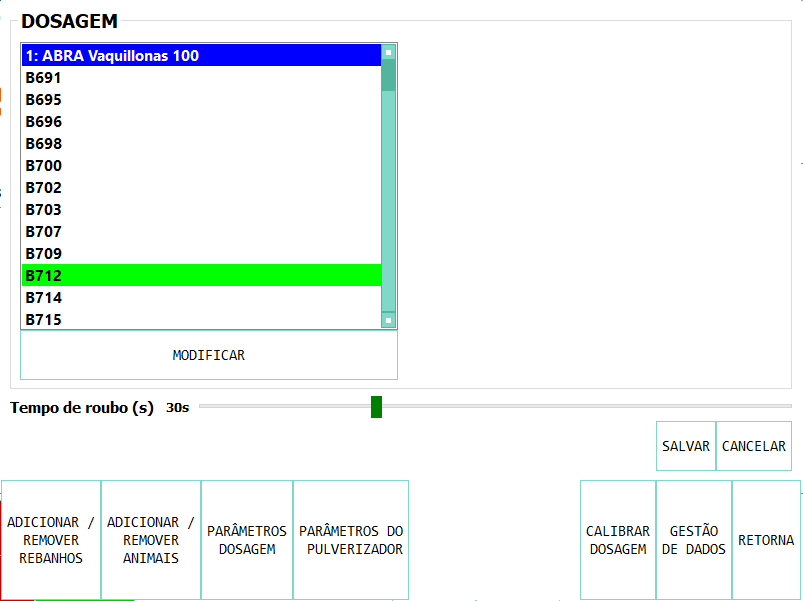 DOSAGEM
1: ABRA Vaquillonas 100
B691
B695
B696
B698
B700
B702
B703
B707
B709
B712
B714
B715
MODIFICAR
Tempo de roubo (s) 30s
SALVAR
CANCELAR
ADICIONAR /
REMOVER
REBANHOS
ADICIONAR /
REMOVER
ANIMAIS
PARÂMETROS
DOSAGEM
PARÂMETROS DO
PULVERIZADOR
CALIBRAR
DOSAGEM
GESTÃO
DE DADOS
RETORNA